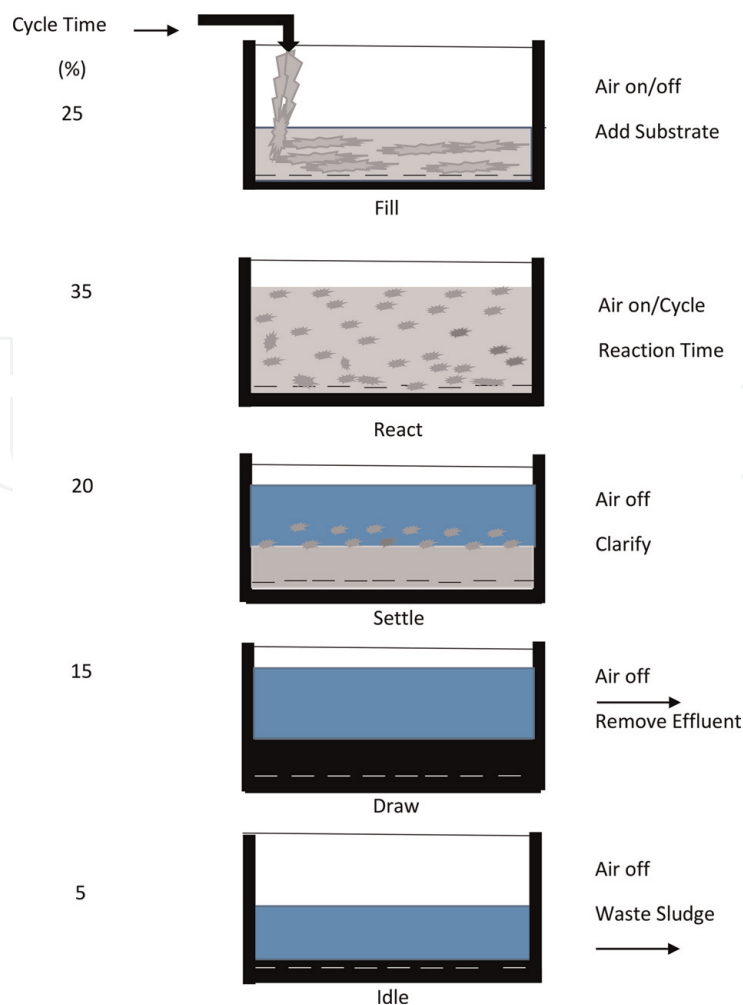 Cycle Time
(%)
25
Air on/off
Add Substrate
Fill
35
Air on/Cycle
Reaction Time
React
20
Air off
Clarify
Settle
15
Air off
Remove Effluent
Draw
5
Air off
Waste Sludge
Idle